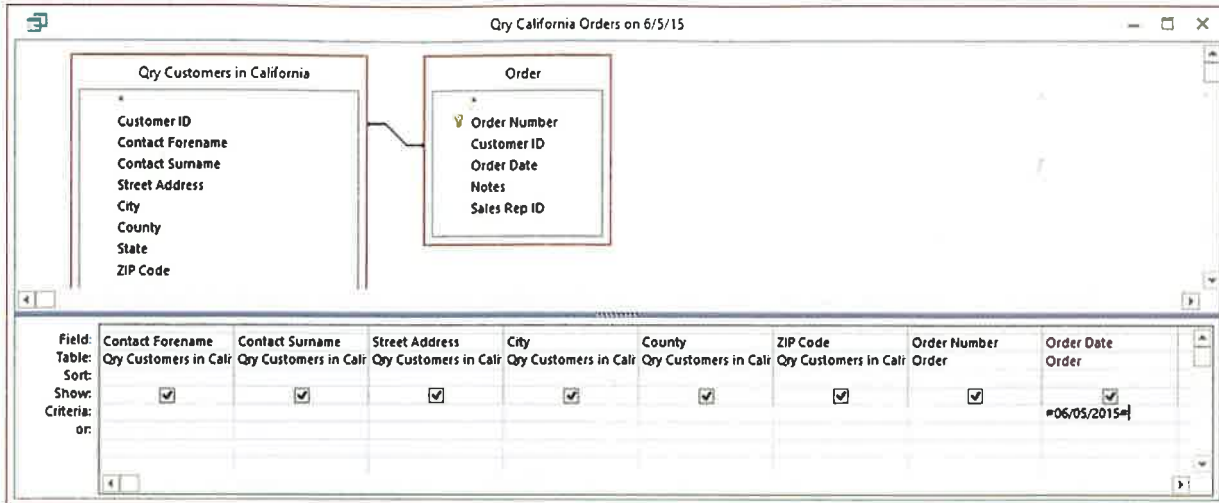 Qry California Orders on 6/5/15
Qry Customers in California
*
Customer ID
Contact Forename
Contact Surname
Street Address
City
County
State
ZIP Code
Order
*
Order Number
Customer ID
Order Date
Notes
Sales Rep ID
Field: Contact Forename Contact Surname Street Address City County ZIP Code Order Number Order Date
Table: Qry Customers in Calif Qry Customers in Calif Qry Customers in Calif Qry Customers in Calif Qry Customers in Calif Qry Customers in Calif Order Order
Sort:
Show:
Criteria: #06/05/2015#
or: